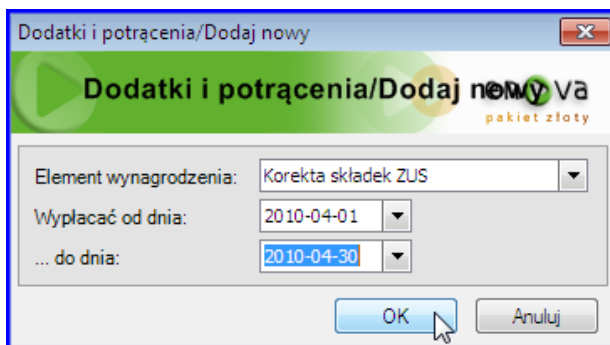 Dodatki i potrącenia/Dodaj nowy
Dodatki i potrącenia/Dodaj nowy
enova
pakiet złoty
Element wynagrodzenia: Korekta składek ZUS
Wypłacać od dnia: 2010-04-01
... do dnia: 2010-04-30
OK Anuluj